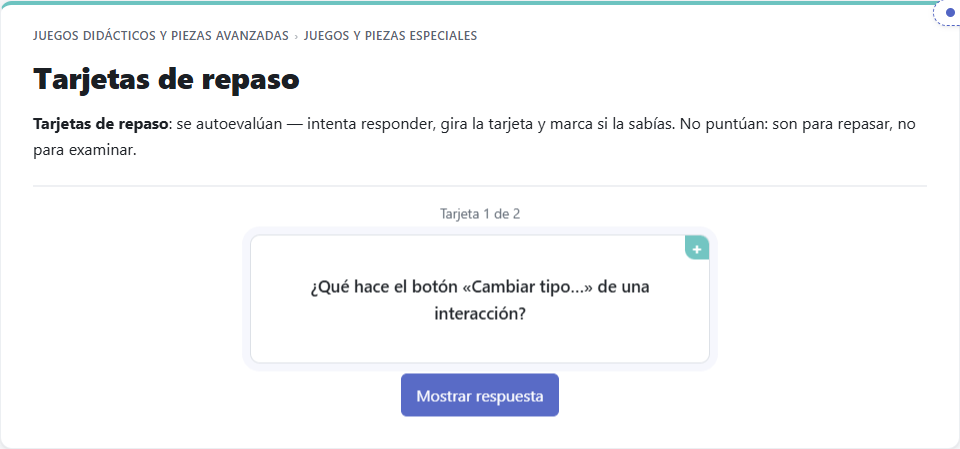 JUEGOS DIDÁCTICOS Y PIEZAS AVANZADAS › JUEGOS Y PIEZAS ESPECIALES
Tarjetas de repaso
Tarjetas de repaso: se autoevalúan — intenta responder, gira la tarjeta y marca si la sabías. No puntúan: son para repasar, no
para examinar.
Tarjeta 1 de 2
+
¿Qué hace el botón «Cambiar tipo…» de una
interacción?
Mostrar respuesta